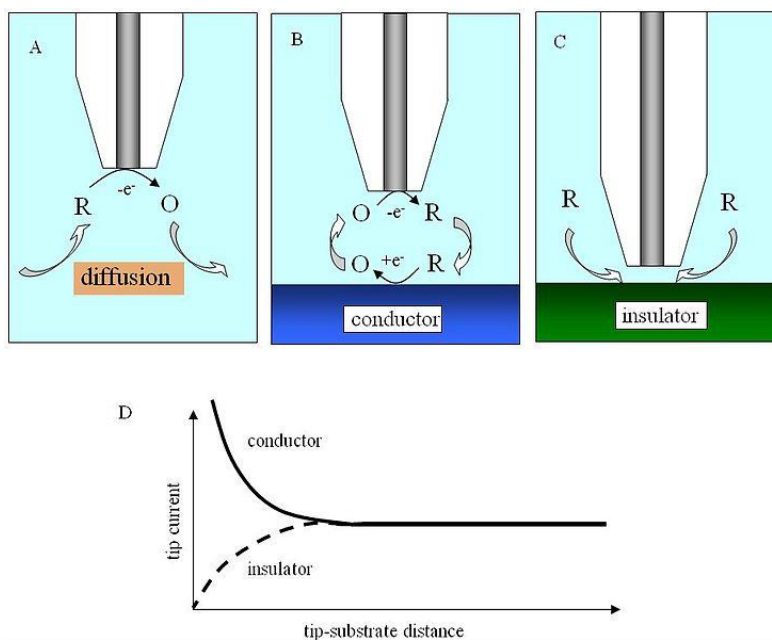 A
-e-
R
O
diffusion
B
O
-e-
R
O
+e-
R
conductor
C
R
R
insulator
D
conductor
insulator
tip current
tip-substrate distance